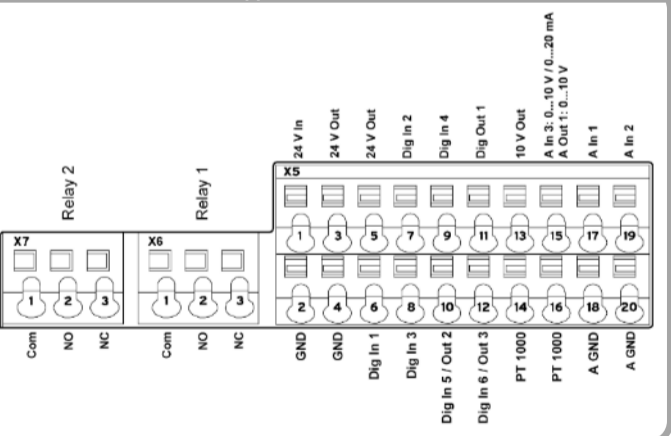 24 V In
24 V Out
24 V Out
Dig In 2
Dig In 4
Dig Out 1
10 V Out
A In 3: 0...10 V / 0...20 mA
A Out 1: 0...10 V
A In 1
A In 2
Relay 2
Relay 1
X5
X7
X6
1
3
5
7
9
11
13
15
17
19
1
2
3
1
2
3
2
4
6
8
10
12
14
16
18
20
Com
NO
NC
Com
NO
NC
GND
GND
Dig In 1
Dig In 3
Dig In 5 / Out 2
Dig In 6 / Out 3
PT 1000
PT 1000
A GND
A GND